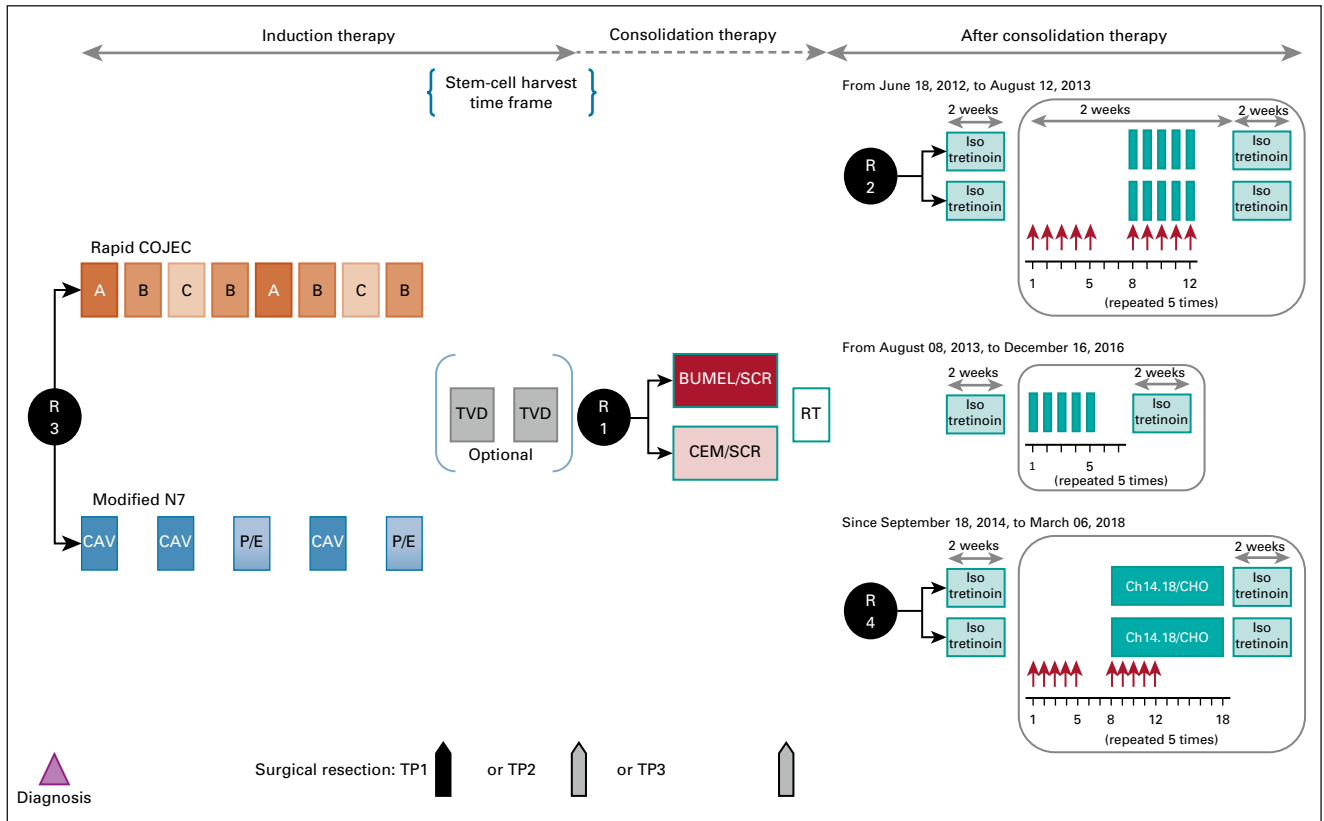 Induction therapy
Consolidation therapy
After consolidation therapy
Stem-cell harvest
time frame
From June 18, 2012, to August 12, 2013
2 weeks
2 weeks
2 weeks
R
2
Iso
tretinoin
Iso
tretinoin
Iso
tretinoin
Iso
tretinoin
1
5
8
12
(repeated 5 times)
Rapid COJEC
A
B
C
B
A
B
C
B
R
3
TVD
TVD
Optional
R
1
BUMEL/SCR
CEM/SCR
RT
From August 08, 2013, to December 16, 2016
2 weeks
2 weeks
Iso
tretinoin
Iso
tretinoin
1
5
(repeated 5 times)
Modified N7
CAV
CAV
P/E
CAV
P/E
Since September 18, 2014, to March 06, 2018
2 weeks
2 weeks
R
4
Iso
tretinoin
Ch14.18/CHO
Iso
tretinoin
Iso
tretinoin
Ch14.18/CHO
Iso
tretinoin
1
5
8
12
18
(repeated 5 times)
Diagnosis
Surgical resection: TP1
or TP2
or TP3